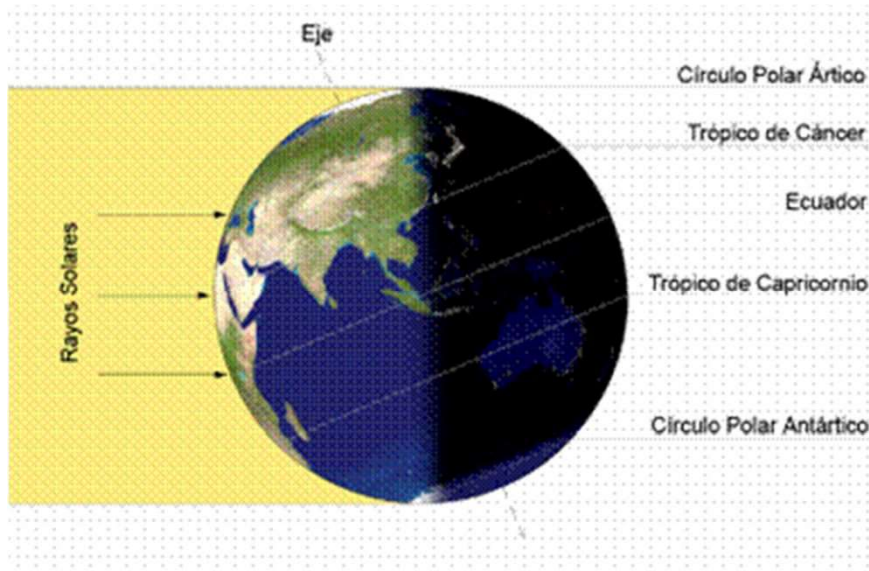 Eje
Círculo Polar Ártico
Trópico de Cáncer
Ecuador
Rayos Solares
Trópico de Capricornio
Círculo Polar Antártico